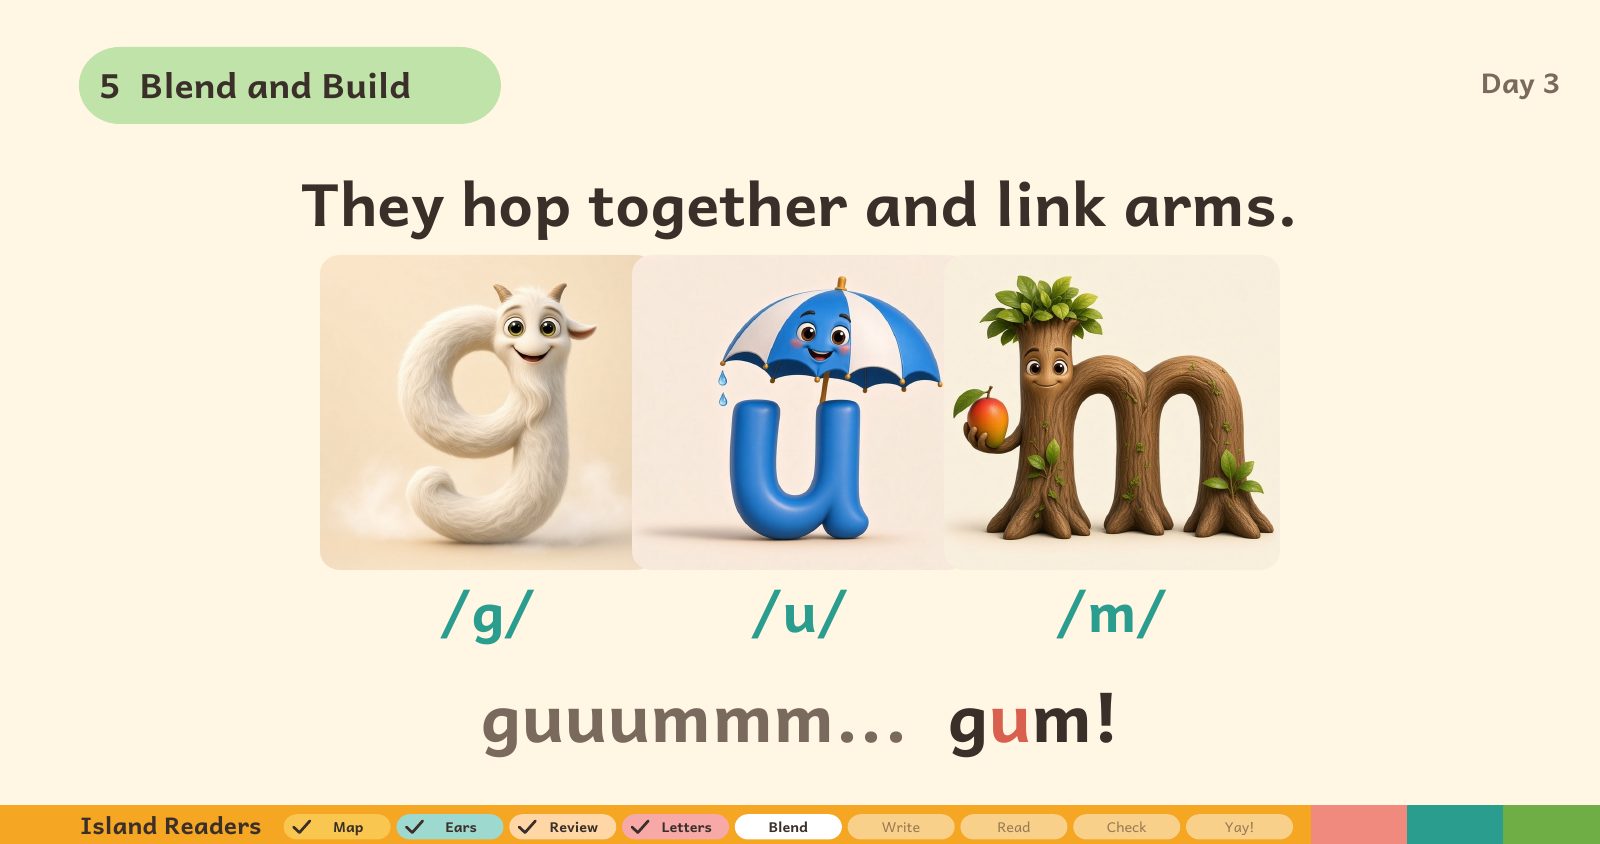 5 Blend and Build
Day 3
They hop together and link arms.
/g/ /u/ /m/
guuummm... gum!
Island Readers Map Ears Review Letters Blend Write Read Check Yay!